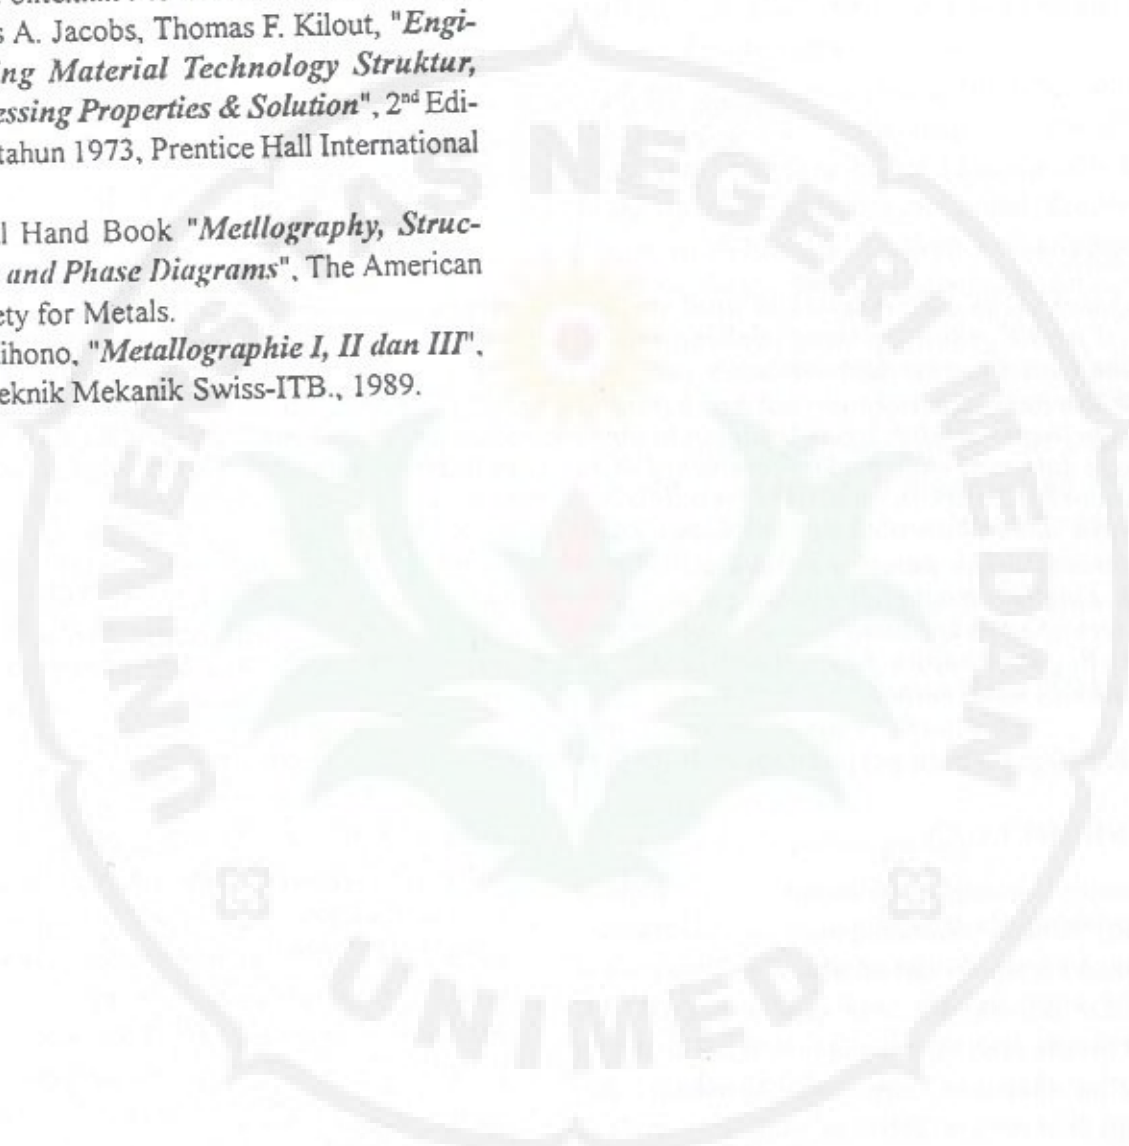 s A. Jacobs, Thomas F. Kilout, "Engi-
ing Material Technology Struktur,
essing Properties & Solution", 2nd Edi-
tahun 1973, Prentice Hall International
l Hand Book "Metllography, Struc-
and Phase Diagrams", The American
ety for Metals.
ihono, "Metallographie I, II dan III",
eknik Mekanik Swiss-ITB., 1989.
UNIVERSITAS NEGERI MEDAN
UNIMED